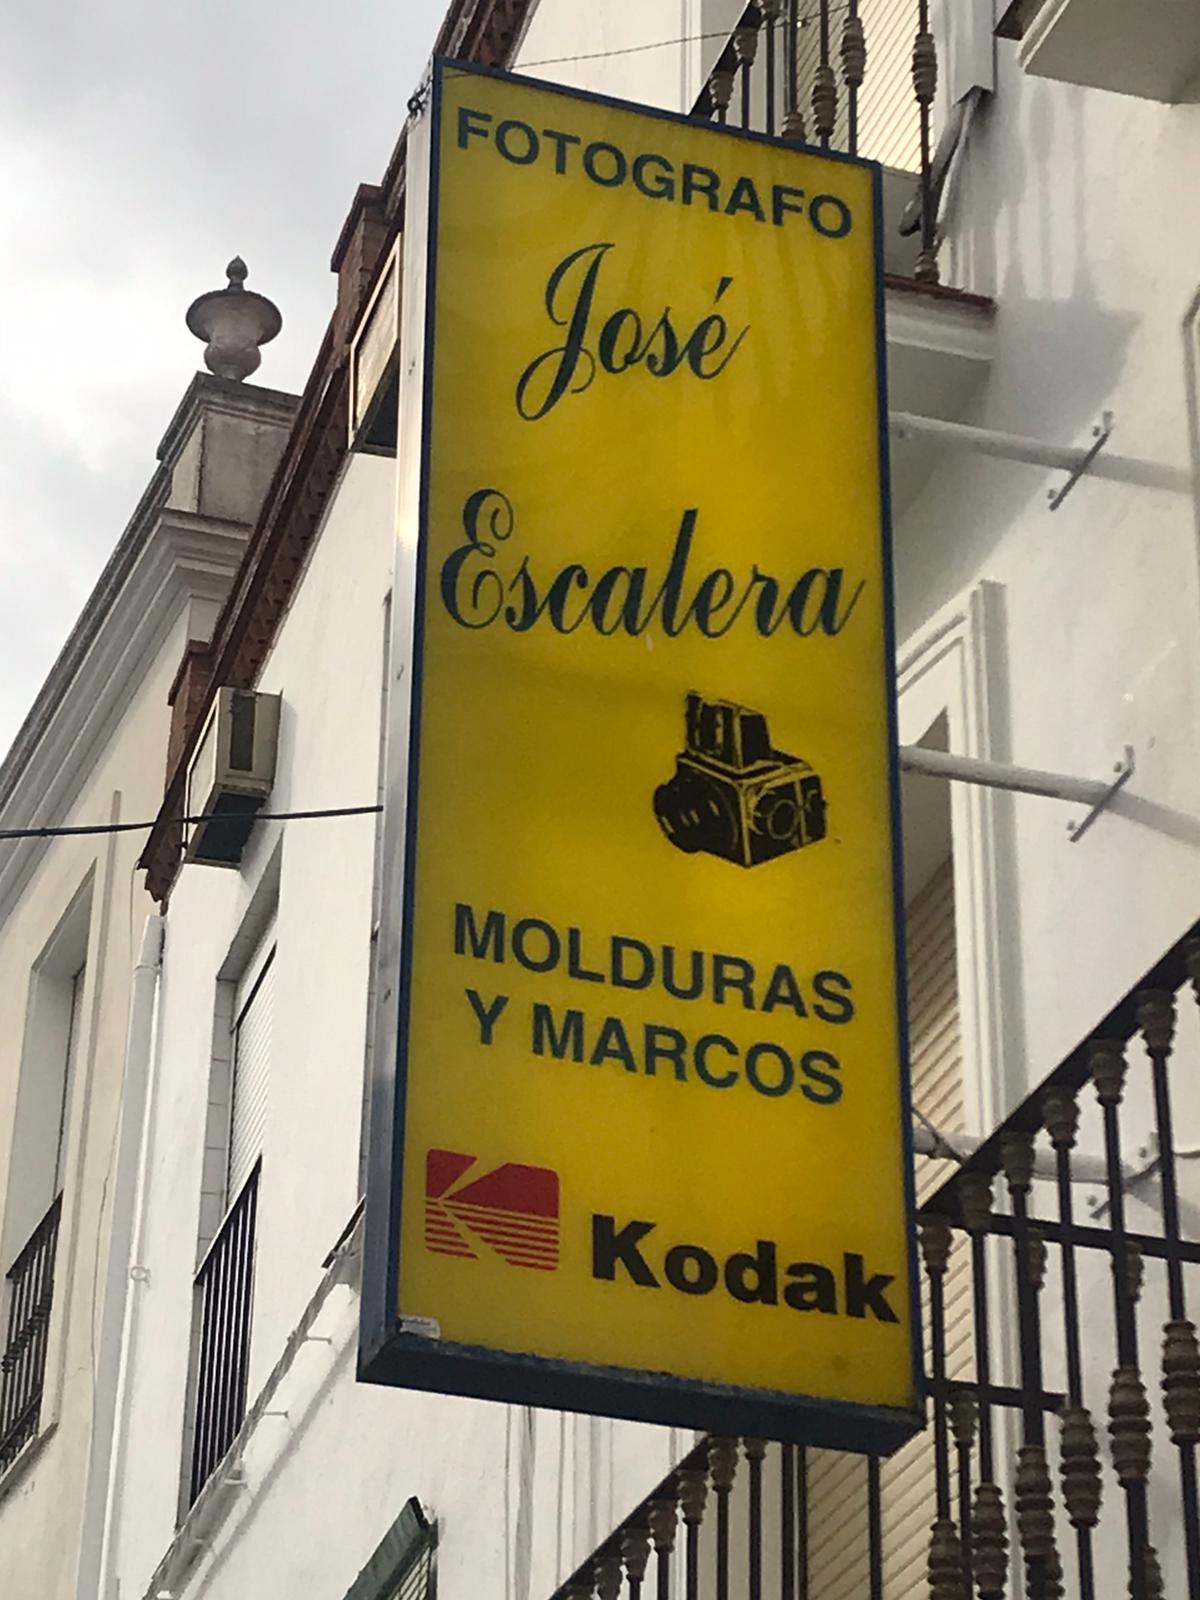 FOTOGRAFO
José
Escalera
MOLDURAS
Y MARCOS
Kodak